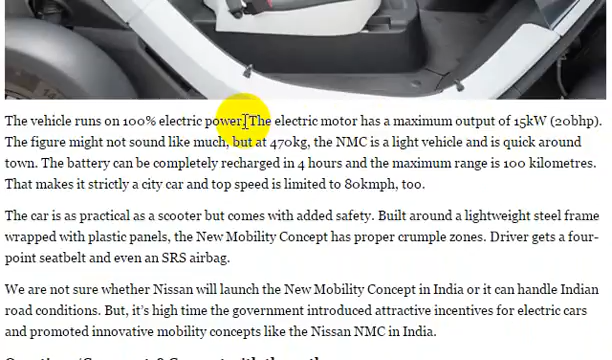 The vehicle runs on 100% electric power. The electric motor has a maximum output of 15kW (20bhp).
The figure might not sound like much, but at 470kg, the NMC is a light vehicle and is quick around
town. The battery can be completely recharged in 4 hours and the maximum range is 100 kilometres.
That makes it strictly a city car and top speed is limited to 80kmph, too.
The car is as practical as a scooter but comes with added safety. Built around a lightweight steel frame
wrapped with plastic panels, the New Mobility Concept has proper crumple zones. Driver gets a four-
point seatbelt and even an SRS airbag.
We are not sure whether Nissan will launch the New Mobility Concept in India or it can handle Indian
road conditions. But, it's high time the government introduced attractive incentives for electric cars
and promoted innovative mobility concepts like the Nissan NMC in India.